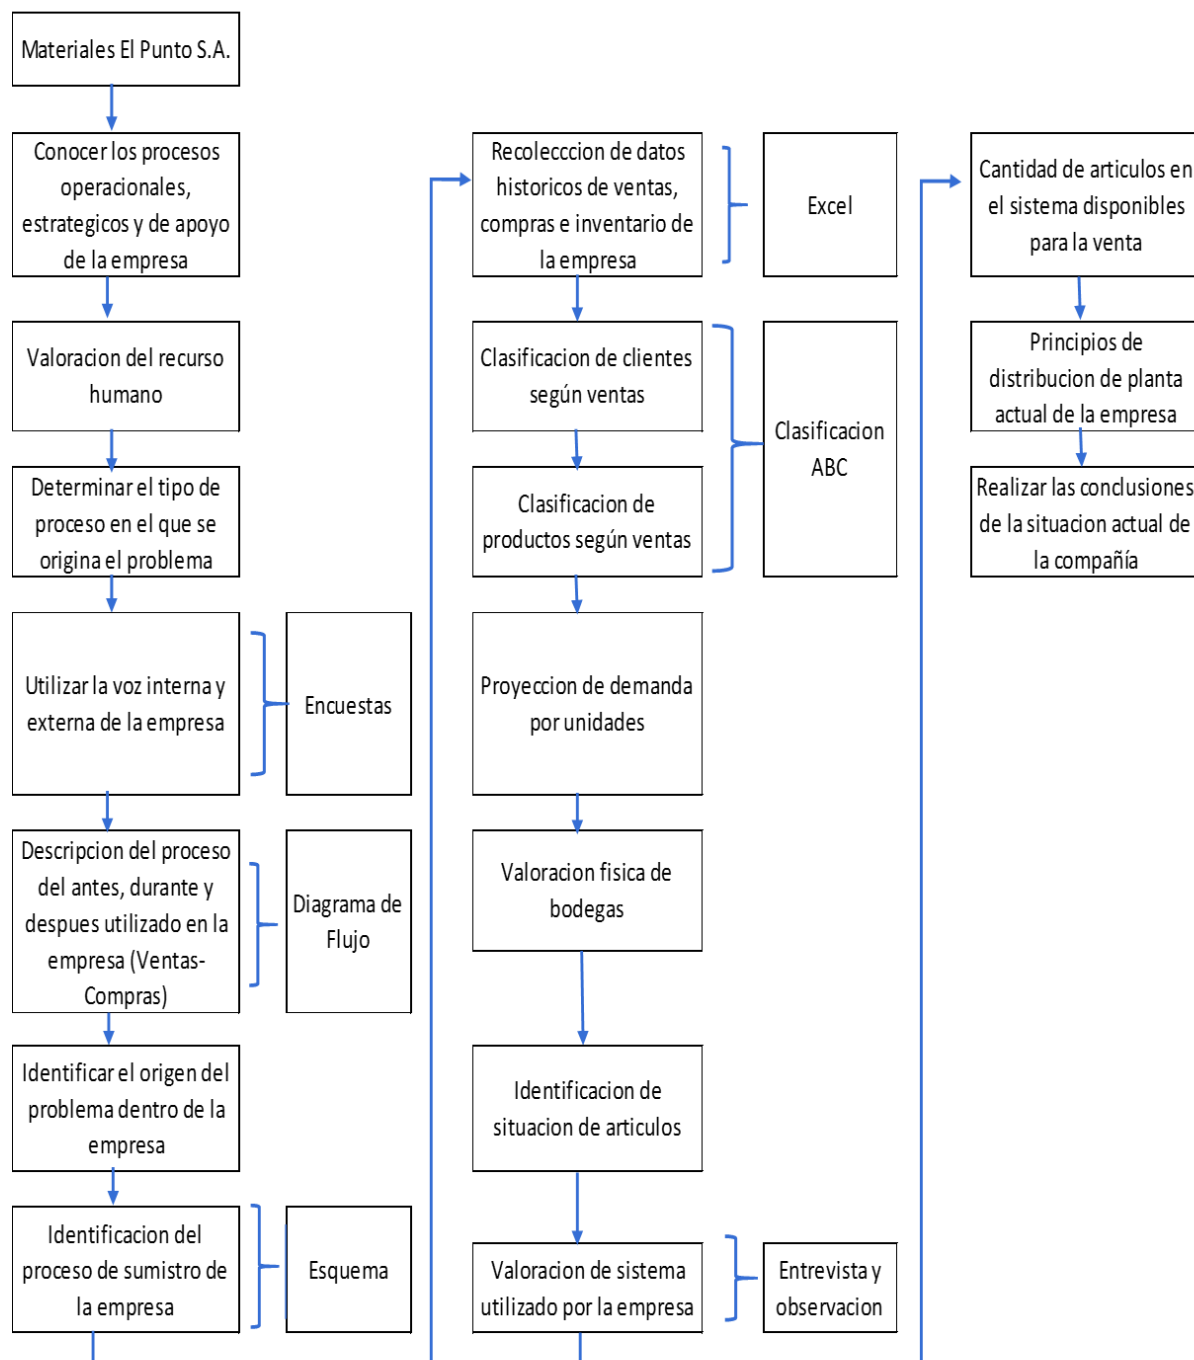 Materiales El Punto S.A.
Conocer los procesos
operacionales,
estrategicos y de apoyo
de la empresa
Valoracion del recurso
humano
Determinar el tipo de
proceso en el que se
origina el problema
Utilizar la voz interna y
externa de la empresa
Encuestas
Descripcion del proceso
del antes, durante y
despues utilizado en la
empresa (Ventas-
Compras)
Diagrama de
Flujo
Identificar el origen del
problema dentro de la
empresa
Identificacion del
proceso de sumistro de
la empresa
Esquema
Recolecccion de datos
historicos de ventas,
compras e inventario de
la empresa
Excel
Clasificacion de clientes
según ventas
Clasificacion de
productos según ventas
Clasificacion
ABC
Proyeccion de demanda
por unidades
Valoracion fisica de
bodegas
Identificacion de
situacion de articulos
Valoracion de sistema
utilizado por la empresa
Entrevista y
observacion
Cantidad de articulos en
el sistema disponibles
para la venta
Principios de
distribucion de planta
actual de la empresa
Realizar las conclusiones
de la situacion actual de
la compañía